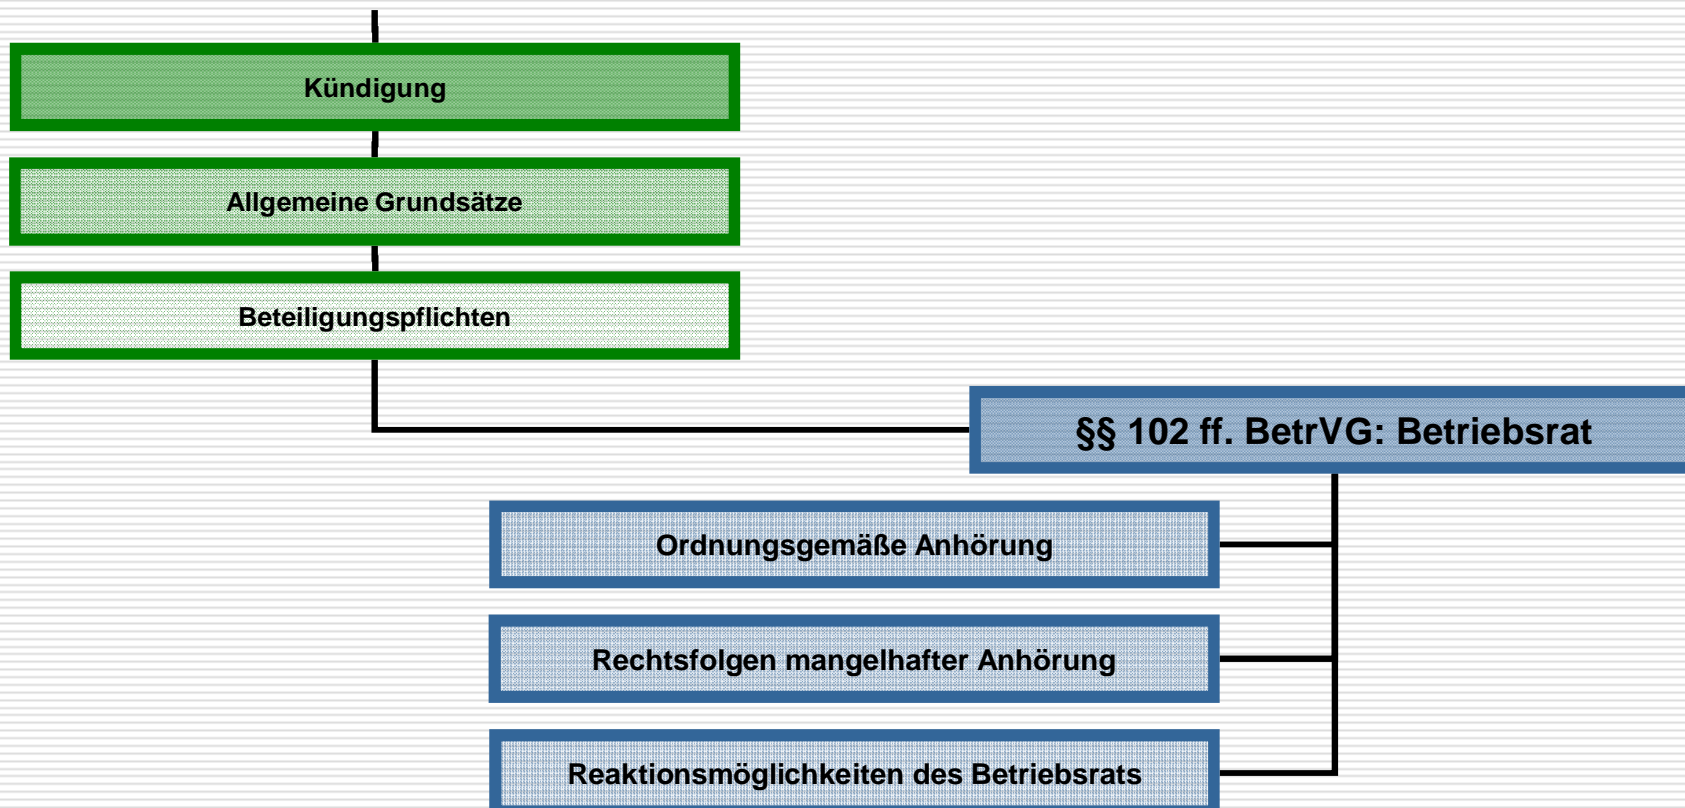 Kündigung
Allgemeine Grundsätze
Beteiligungspflichten
§§ 102 ff. BetrVG: Betriebsrat
Ordnungsgemäße Anhörung
Rechtsfolgen mangelhafter Anhörung
Reaktionsmöglichkeiten des Betriebsrats